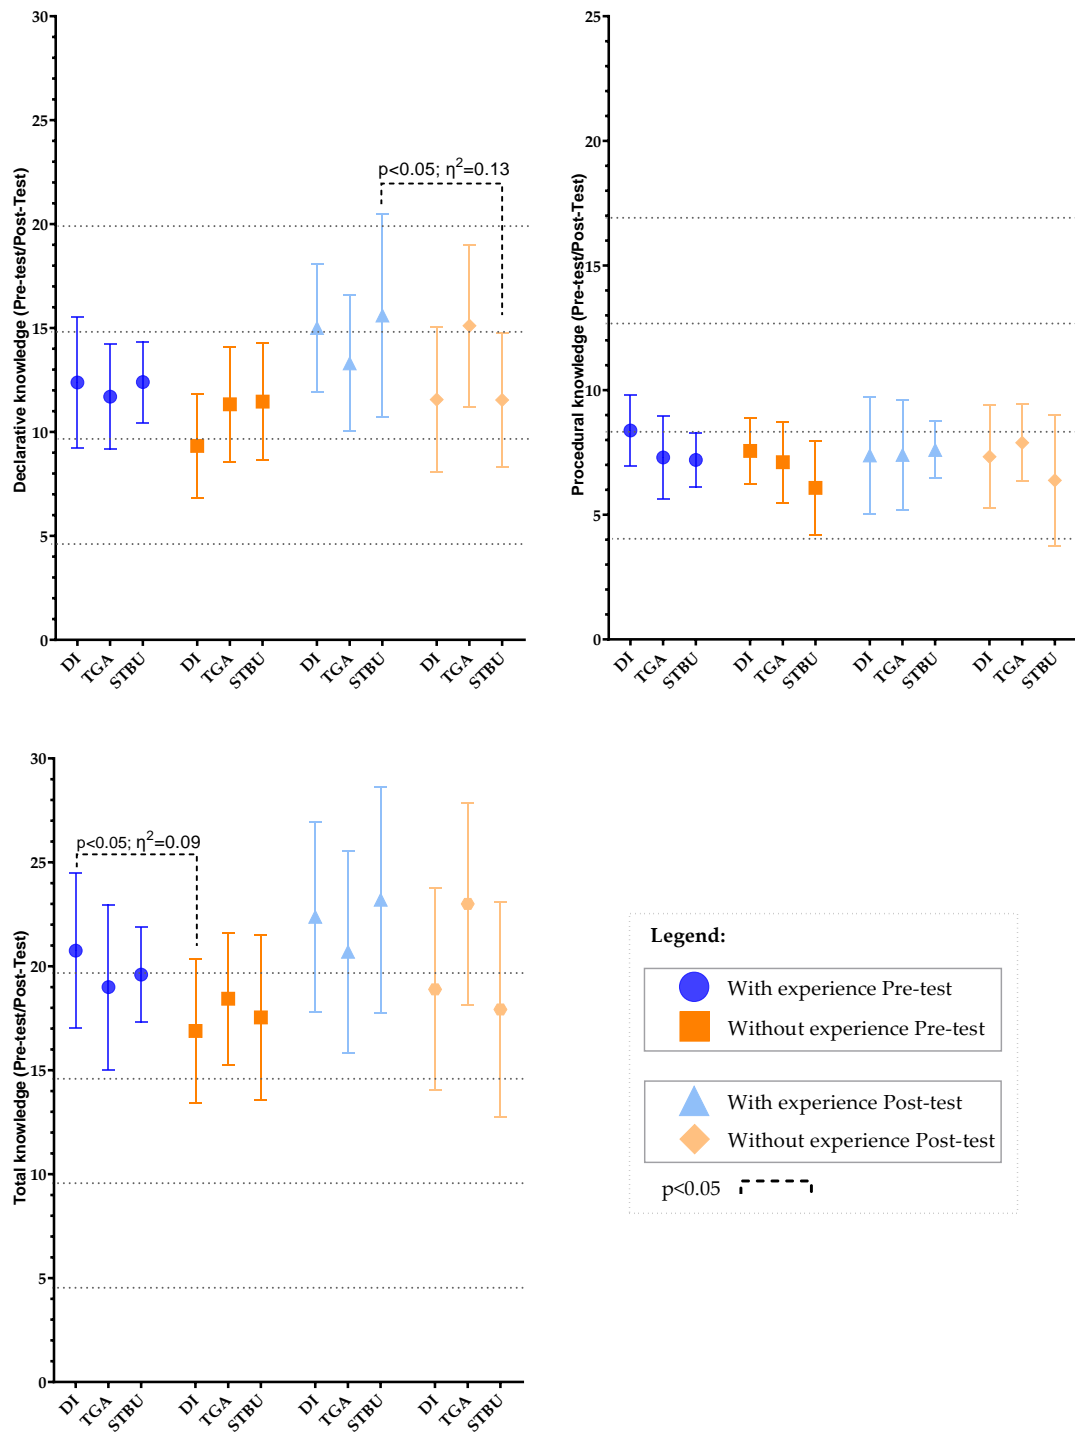 Declarative knowledge (Pre-test/Post-Test)
30
25
20
15
10
5
0
p<0.05; η²=0.13
DI TGA STBU DI TGA STBU DI TGA STBU DI TGA STBU
Procedural knowledge (Pre-test/Post-Test)
25
20
15
10
5
0
DI TGA STBU DI TGA STBU DI TGA STBU DI TGA STBU
Total knowledge (Pre-test/Post-Test)
30
25
20
15
10
5
0
p<0.05; η²=0.09
DI TGA STBU DI TGA STBU DI TGA STBU DI TGA STBU
Legend:
With experience Pre-test
Without experience Pre-test
With experience Post-test
Without experience Post-test
p<0.05